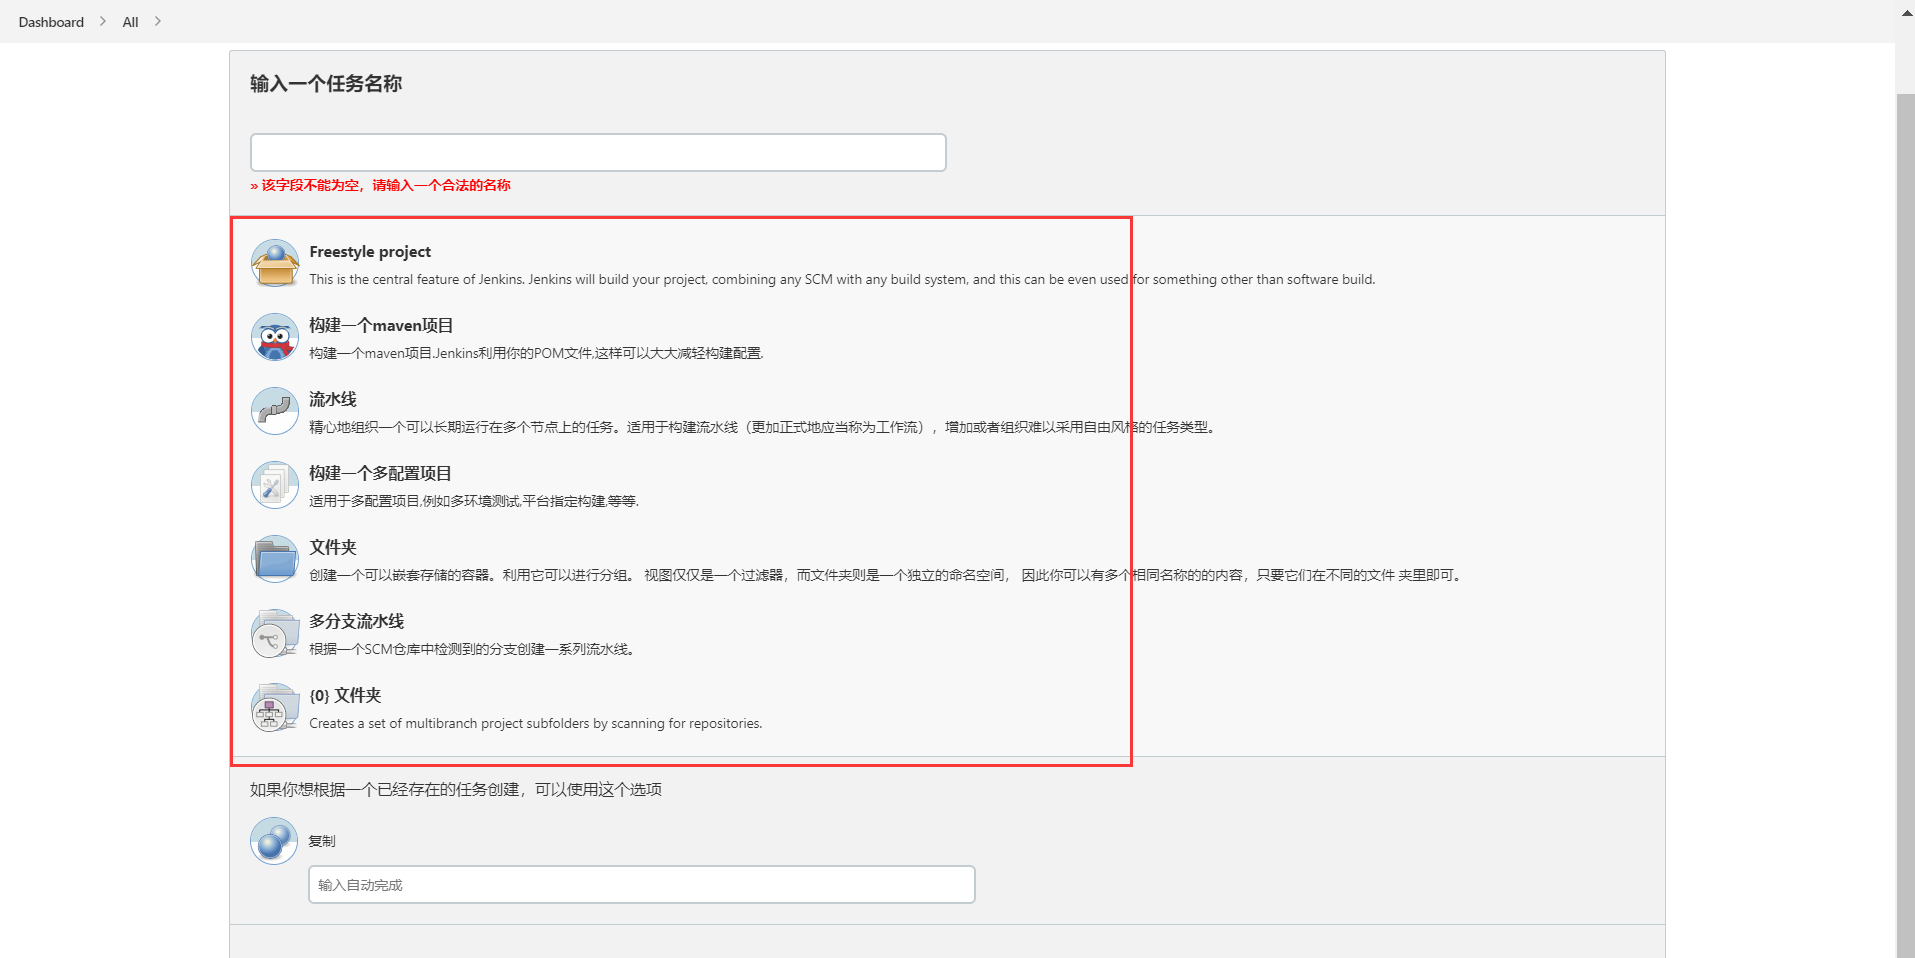 Dashboard > All >
输入一个任务名称
» 该字段不能为空，请输入一个合法的名称
Freestyle project
This is the central feature of Jenkins. Jenkins will build your project, combining any SCM with any build system, and this can be even used for something other than software build.
构建一个maven项目
构建一个maven项目.Jenkins利用你的POM文件,这样可以大大减轻构建配置.
流水线
精心地组织一个可以长期运行在多个节点上的任务。适用于构建流水线（更加正式地应当称为工作流），增加或者组织难以采用自由风格的任务类型。
构建一个多配置项目
适用于多配置项目,例如多环境测试,平台指定构建,等等.
文件夹
创建一个可以嵌套存储的容器。利用它可以进行分组。 视图仅仅是一个过滤器，而文件夹则是一个独立的命名空间， 因此你可以有多个相同名称的的内容，只要它们在不同的文件 夹里即可。
多分支流水线
根据一个SCM仓库中检测到的分支创建一系列流水线。
{0} 文件夹
Creates a set of multibranch project subfolders by scanning for repositories.
如果你想根据一个已经存在的任务创建，可以使用这个选项
复制
输入自动完成